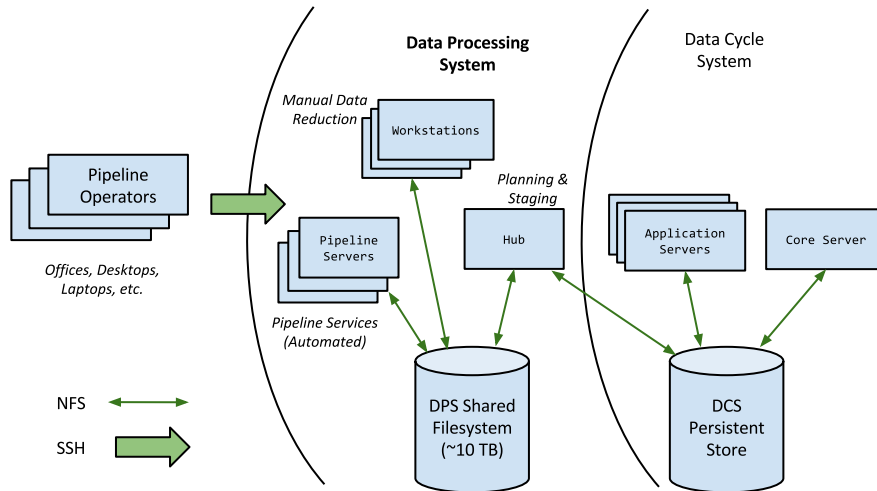 Data Processing
System
Data Cycle
System
Manual Data
Reduction
Workstations
Pipeline
Operators
Offices, Desktops,
Laptops, etc.
Planning &
Staging
Pipeline
Servers
Hub
Application
Servers
Core Server
Pipeline Services
(Automated)
DPS Shared
Filesystem
(~10 TB)
DCS
Persistent
Store
NFS
SSH